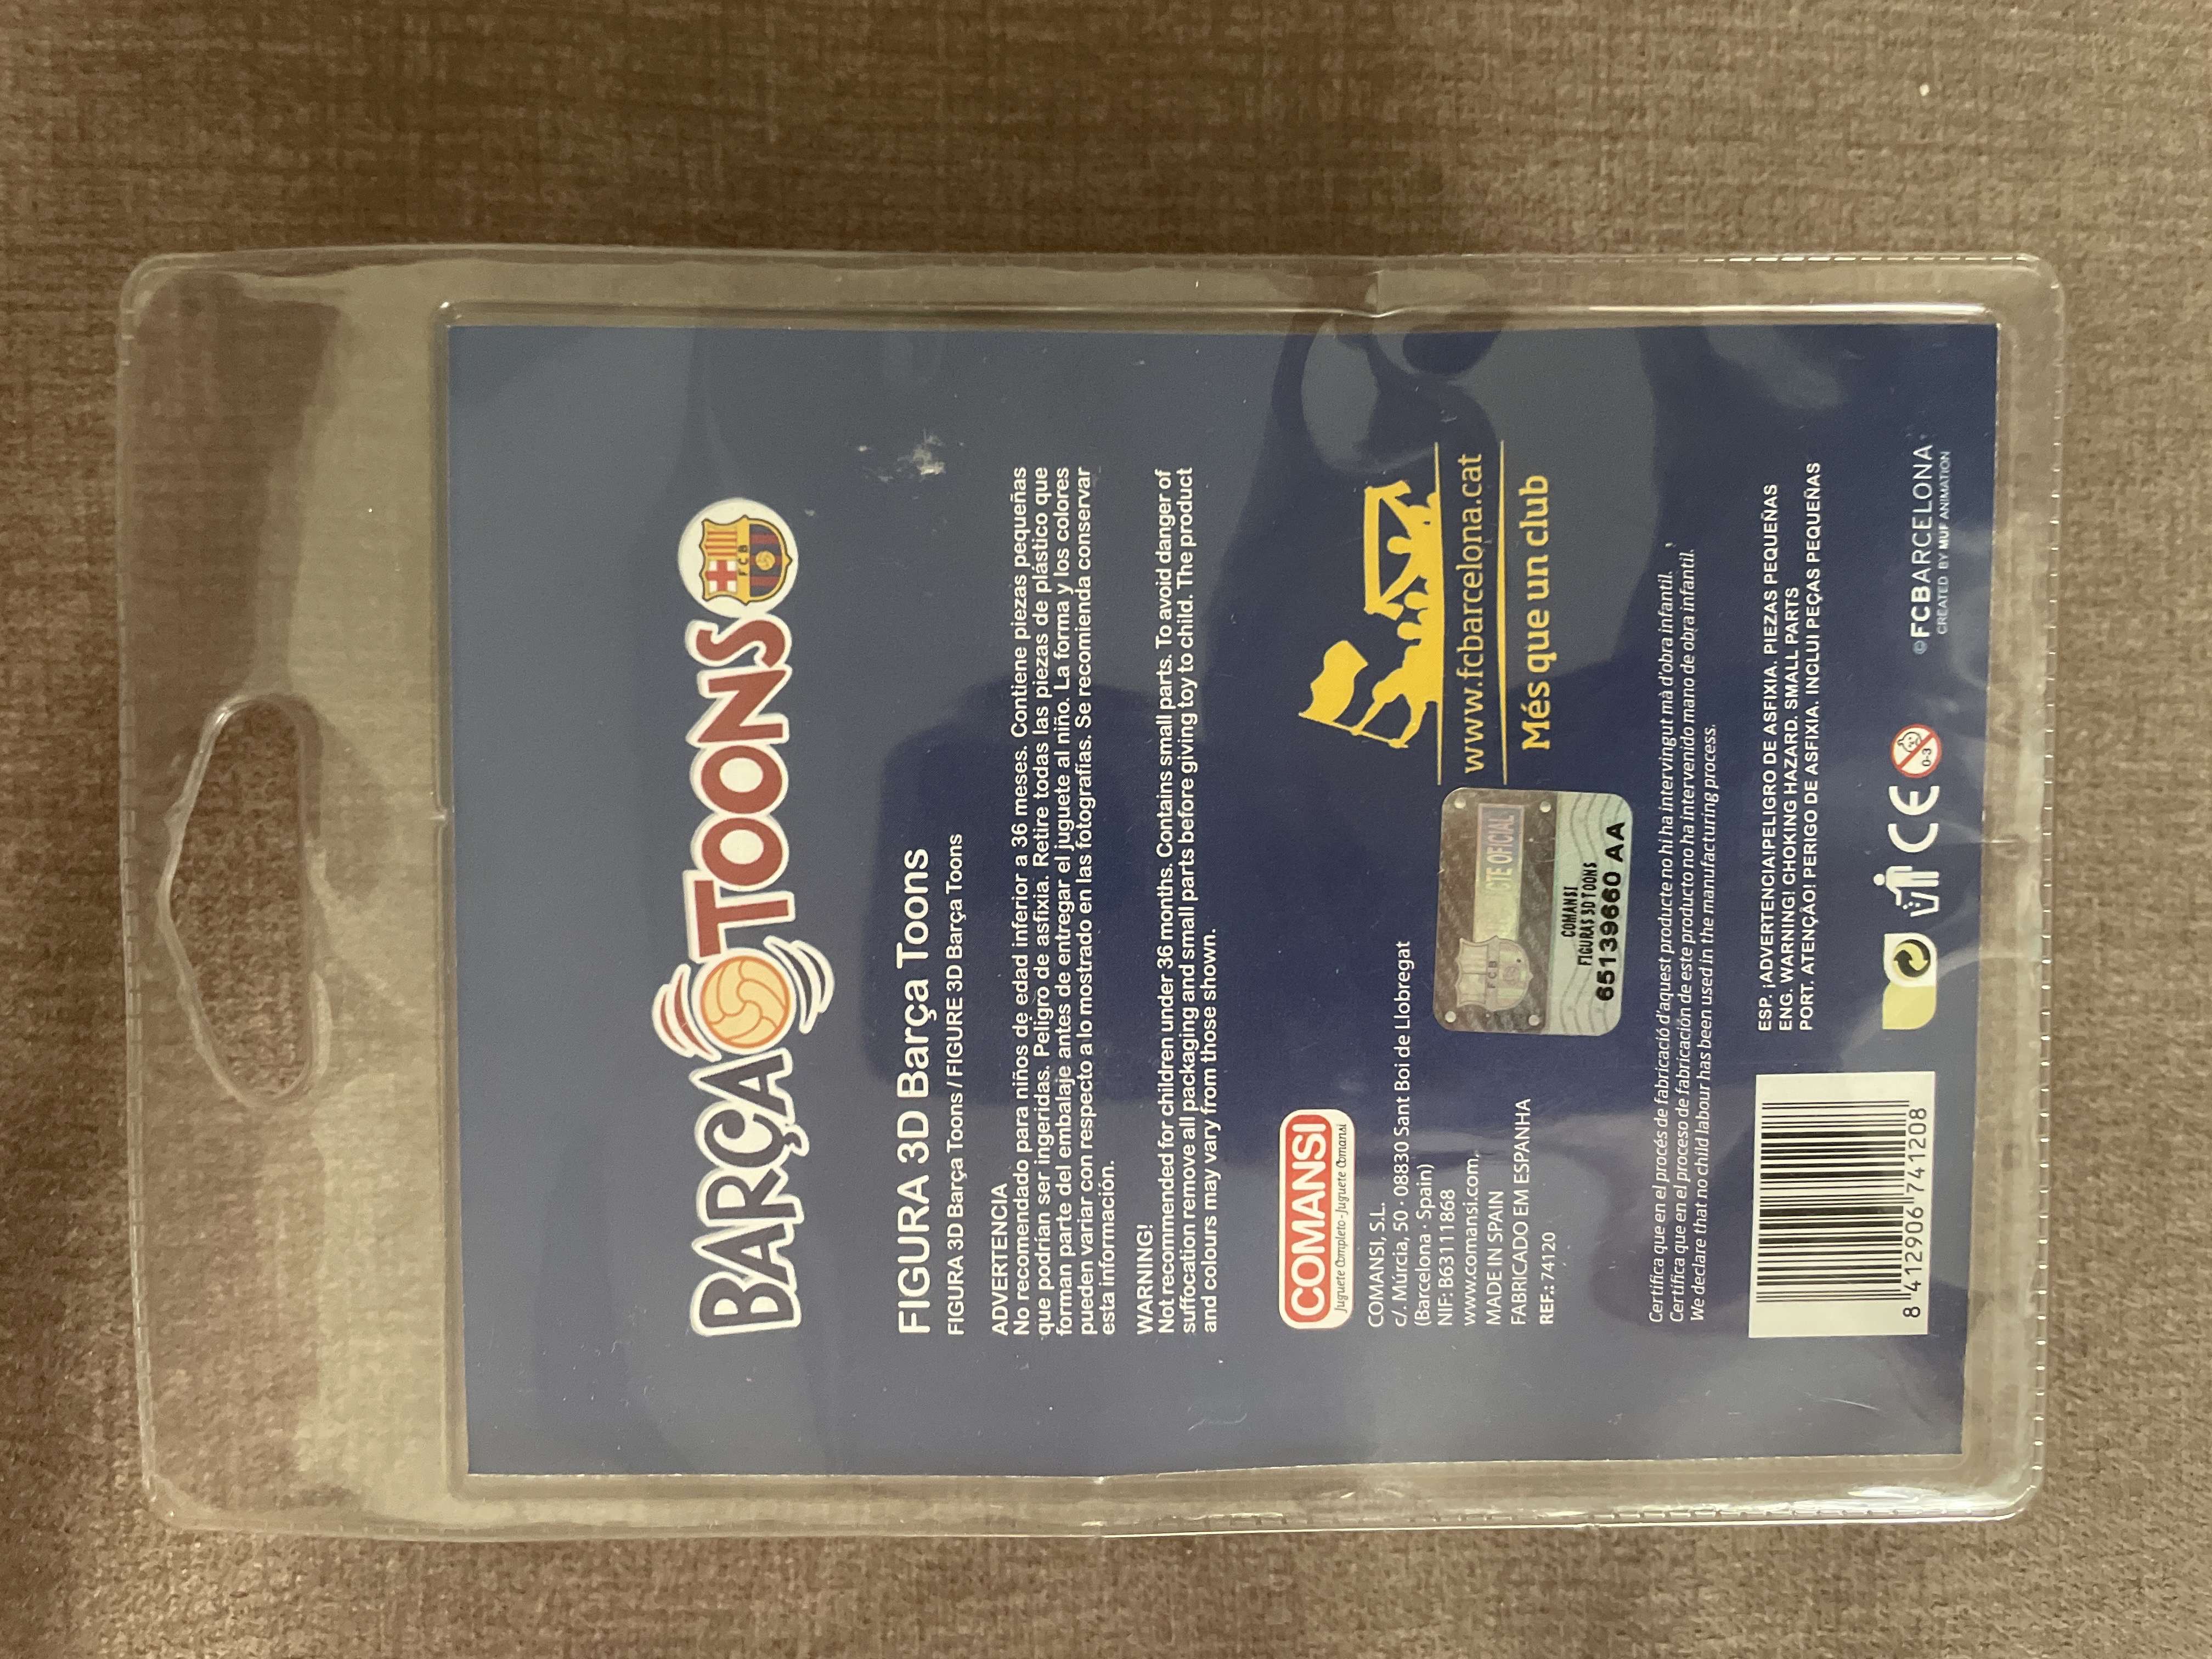 BARÇA TOONS
FCB
FIGURA 3D Barça Toons
FIGURA 3D Barça Toons / FIGURE 3D Barça Toons
ADVERTENCIA
No recomendado para niños de edad inferior a 36 meses. Contiene piezas pequeñas
que podrían ser ingeridas. Peligro de asfixia. Retire todas las piezas de plástico que
forman parte del embalaje antes de entregar el juguete al niño. La forma y los colores
pueden variar con respecto a lo mostrado en las fotografías. Se recomienda conservar
esta información.
WARNING!
Not recommended for children under 36 months. Contains small parts. To avoid danger of
suffocation remove all packaging and small parts before giving toy to child. The product
and colours may vary from those shown.
COMANSI
Juguete Completo - Juguete Comansi
COMANSI, S.L.
c/. Múrcia, 50 · 08830 Sant Boi de Llobregat
(Barcelona · Spain)
NIF: B63111868
www.comansi.com
MADE IN SPAIN
FABRICADO EM ESPANHA
REF.: 74120
FCB
OFICIAL
COMANSI
FIGURAS 3D TOONS
65139660 AA
www.fcbarcelona.cat
Més que un club
Certifica que en el procés de fabricació d'aquest producte no hi ha intervingut mà d'obra infantil.
Certifica que en el proceso de fabricación de este producto no ha intervenido mano de obra infantil.
We declare that no child labour has been used in the manufacturing process.
8 412906 741208
ESP. ¡ADVERTENCIA!PELIGRO DE ASFIXIA. PIEZAS PEQUEÑAS
ENG. WARNING! CHOKING HAZARD. SMALL PARTS
PORT. ATENÇÃO! PERIGO DE ASFIXIA. INCLUI PEÇAS PEQUEÑAS
CE
0-3
©FCBARCELONA
CREATED BY MUF ANIMATION